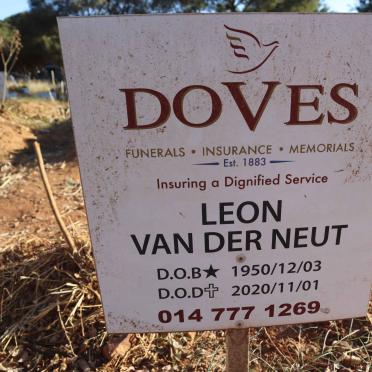 DOVES
FUNERALS • INSURANCE • MEMORIALS
Est. 1883
Insuring a Dignified Service
LEON
VAN DER NEUT
D.O.B★ 1950/12/03
D.O.D✞ 2020/11/01
014 777 1269